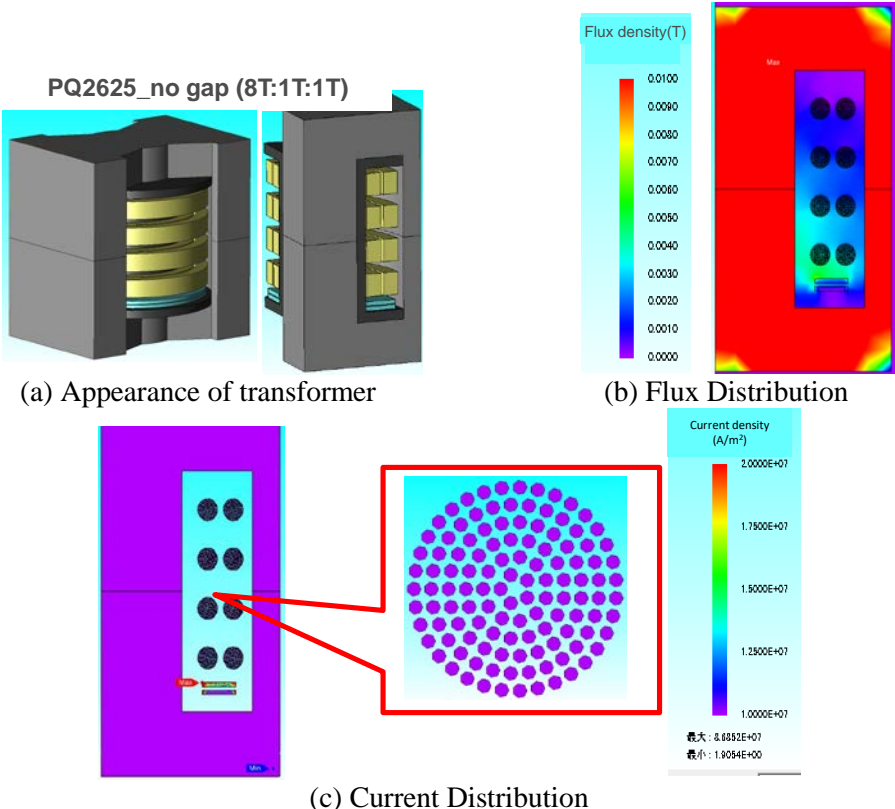 PQ2625_no gap (8T:1T:1T)
(a) Appearance of transformer
Flux density(T)
0.0100
0.0090
0.0080
0.0070
0.0060
0.0050
0.0040
0.0030
0.0020
0.0010
0.0000
Max
(b) Flux Distribution
Max
Min
Current density
(A/m²)
2.0000E+07
1.7500E+07
1.5000E+07
1.2500E+07
1.0000E+07
最大 : 8.6852E+07
最小 : 1.9054E+00
(c) Current Distribution